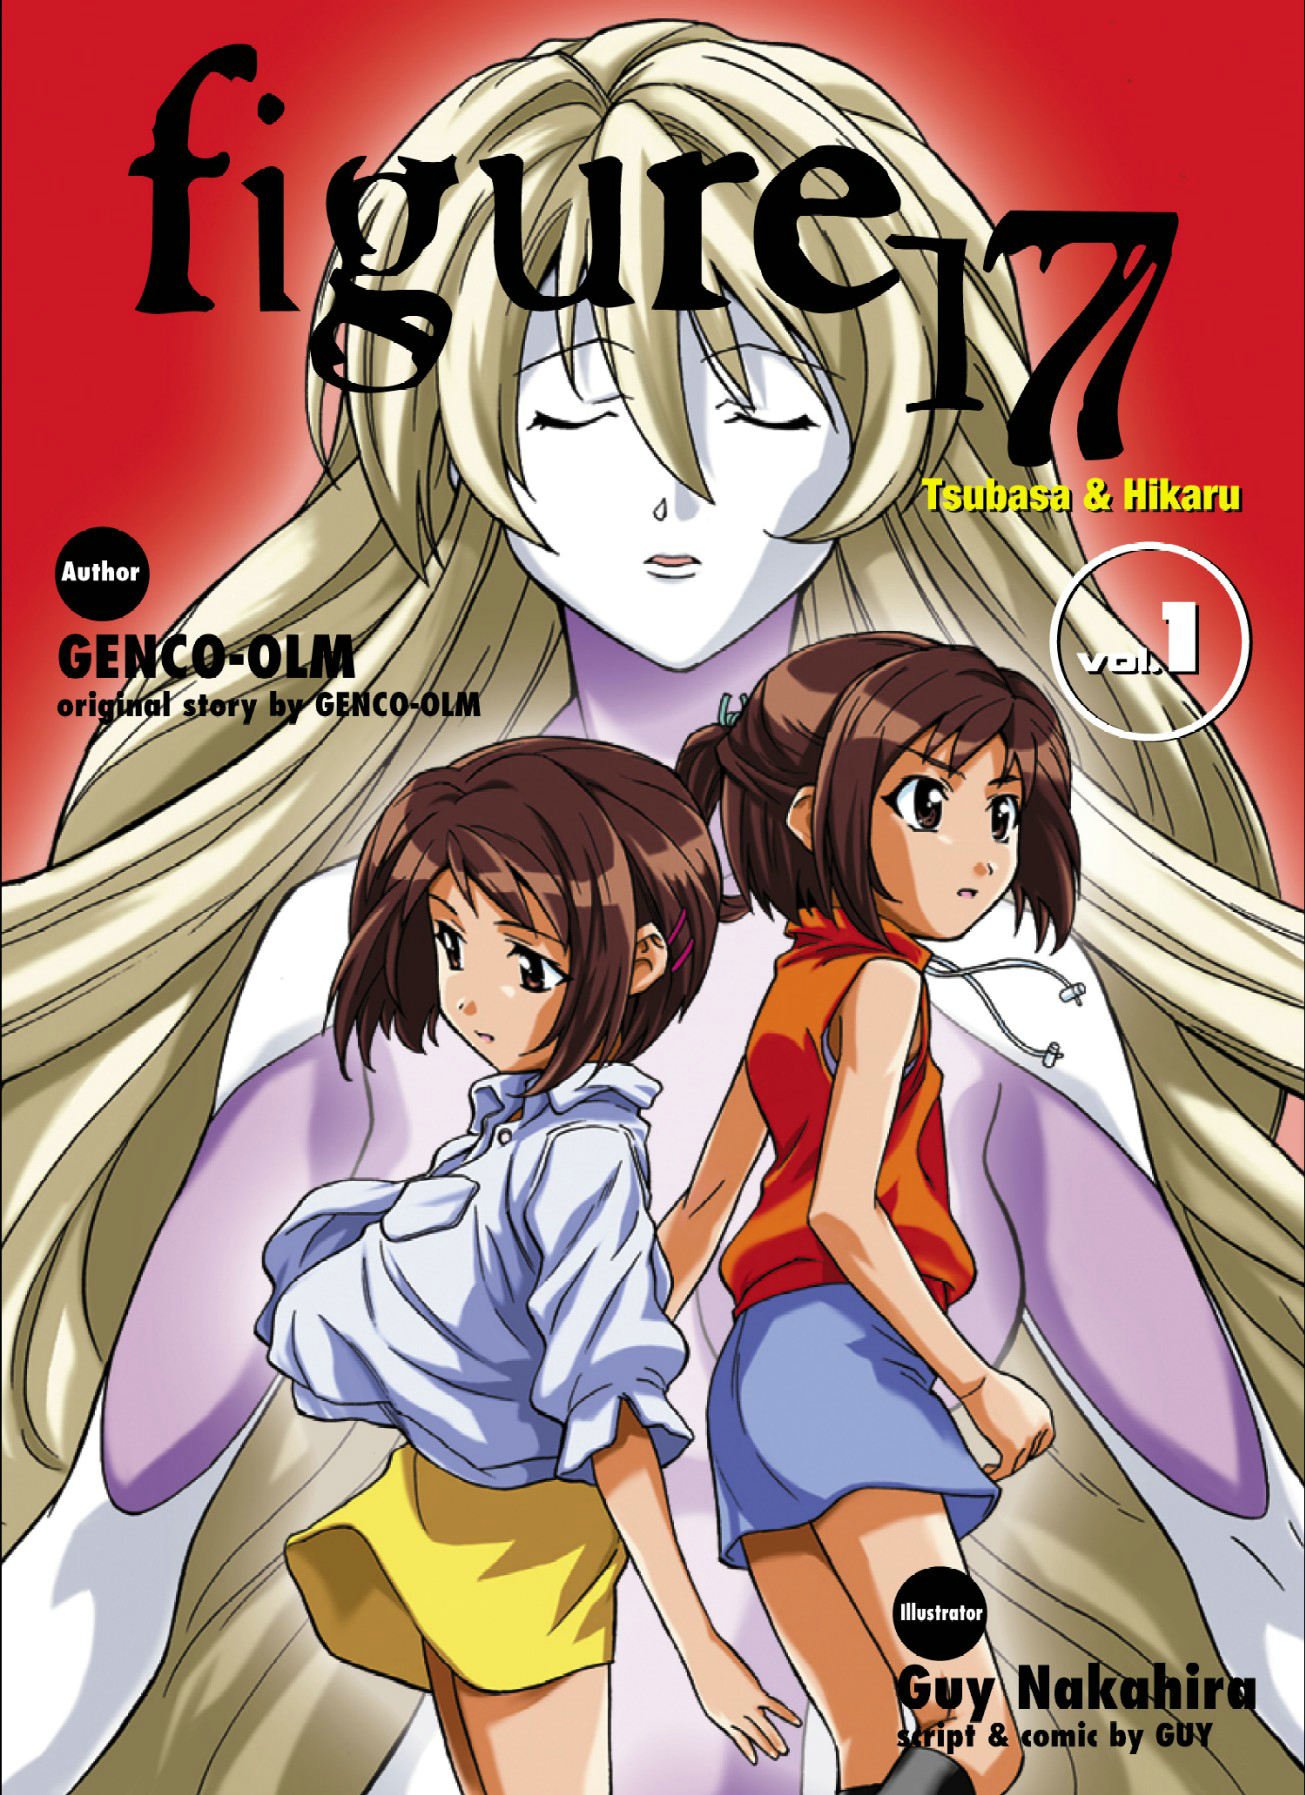 figure 17
Tsubasa & Hikaru
vol.1
Author
GENCO-OLM
original story by GENCO-OLM
Illustrator
Guy Nakahira
script & comic by GUY